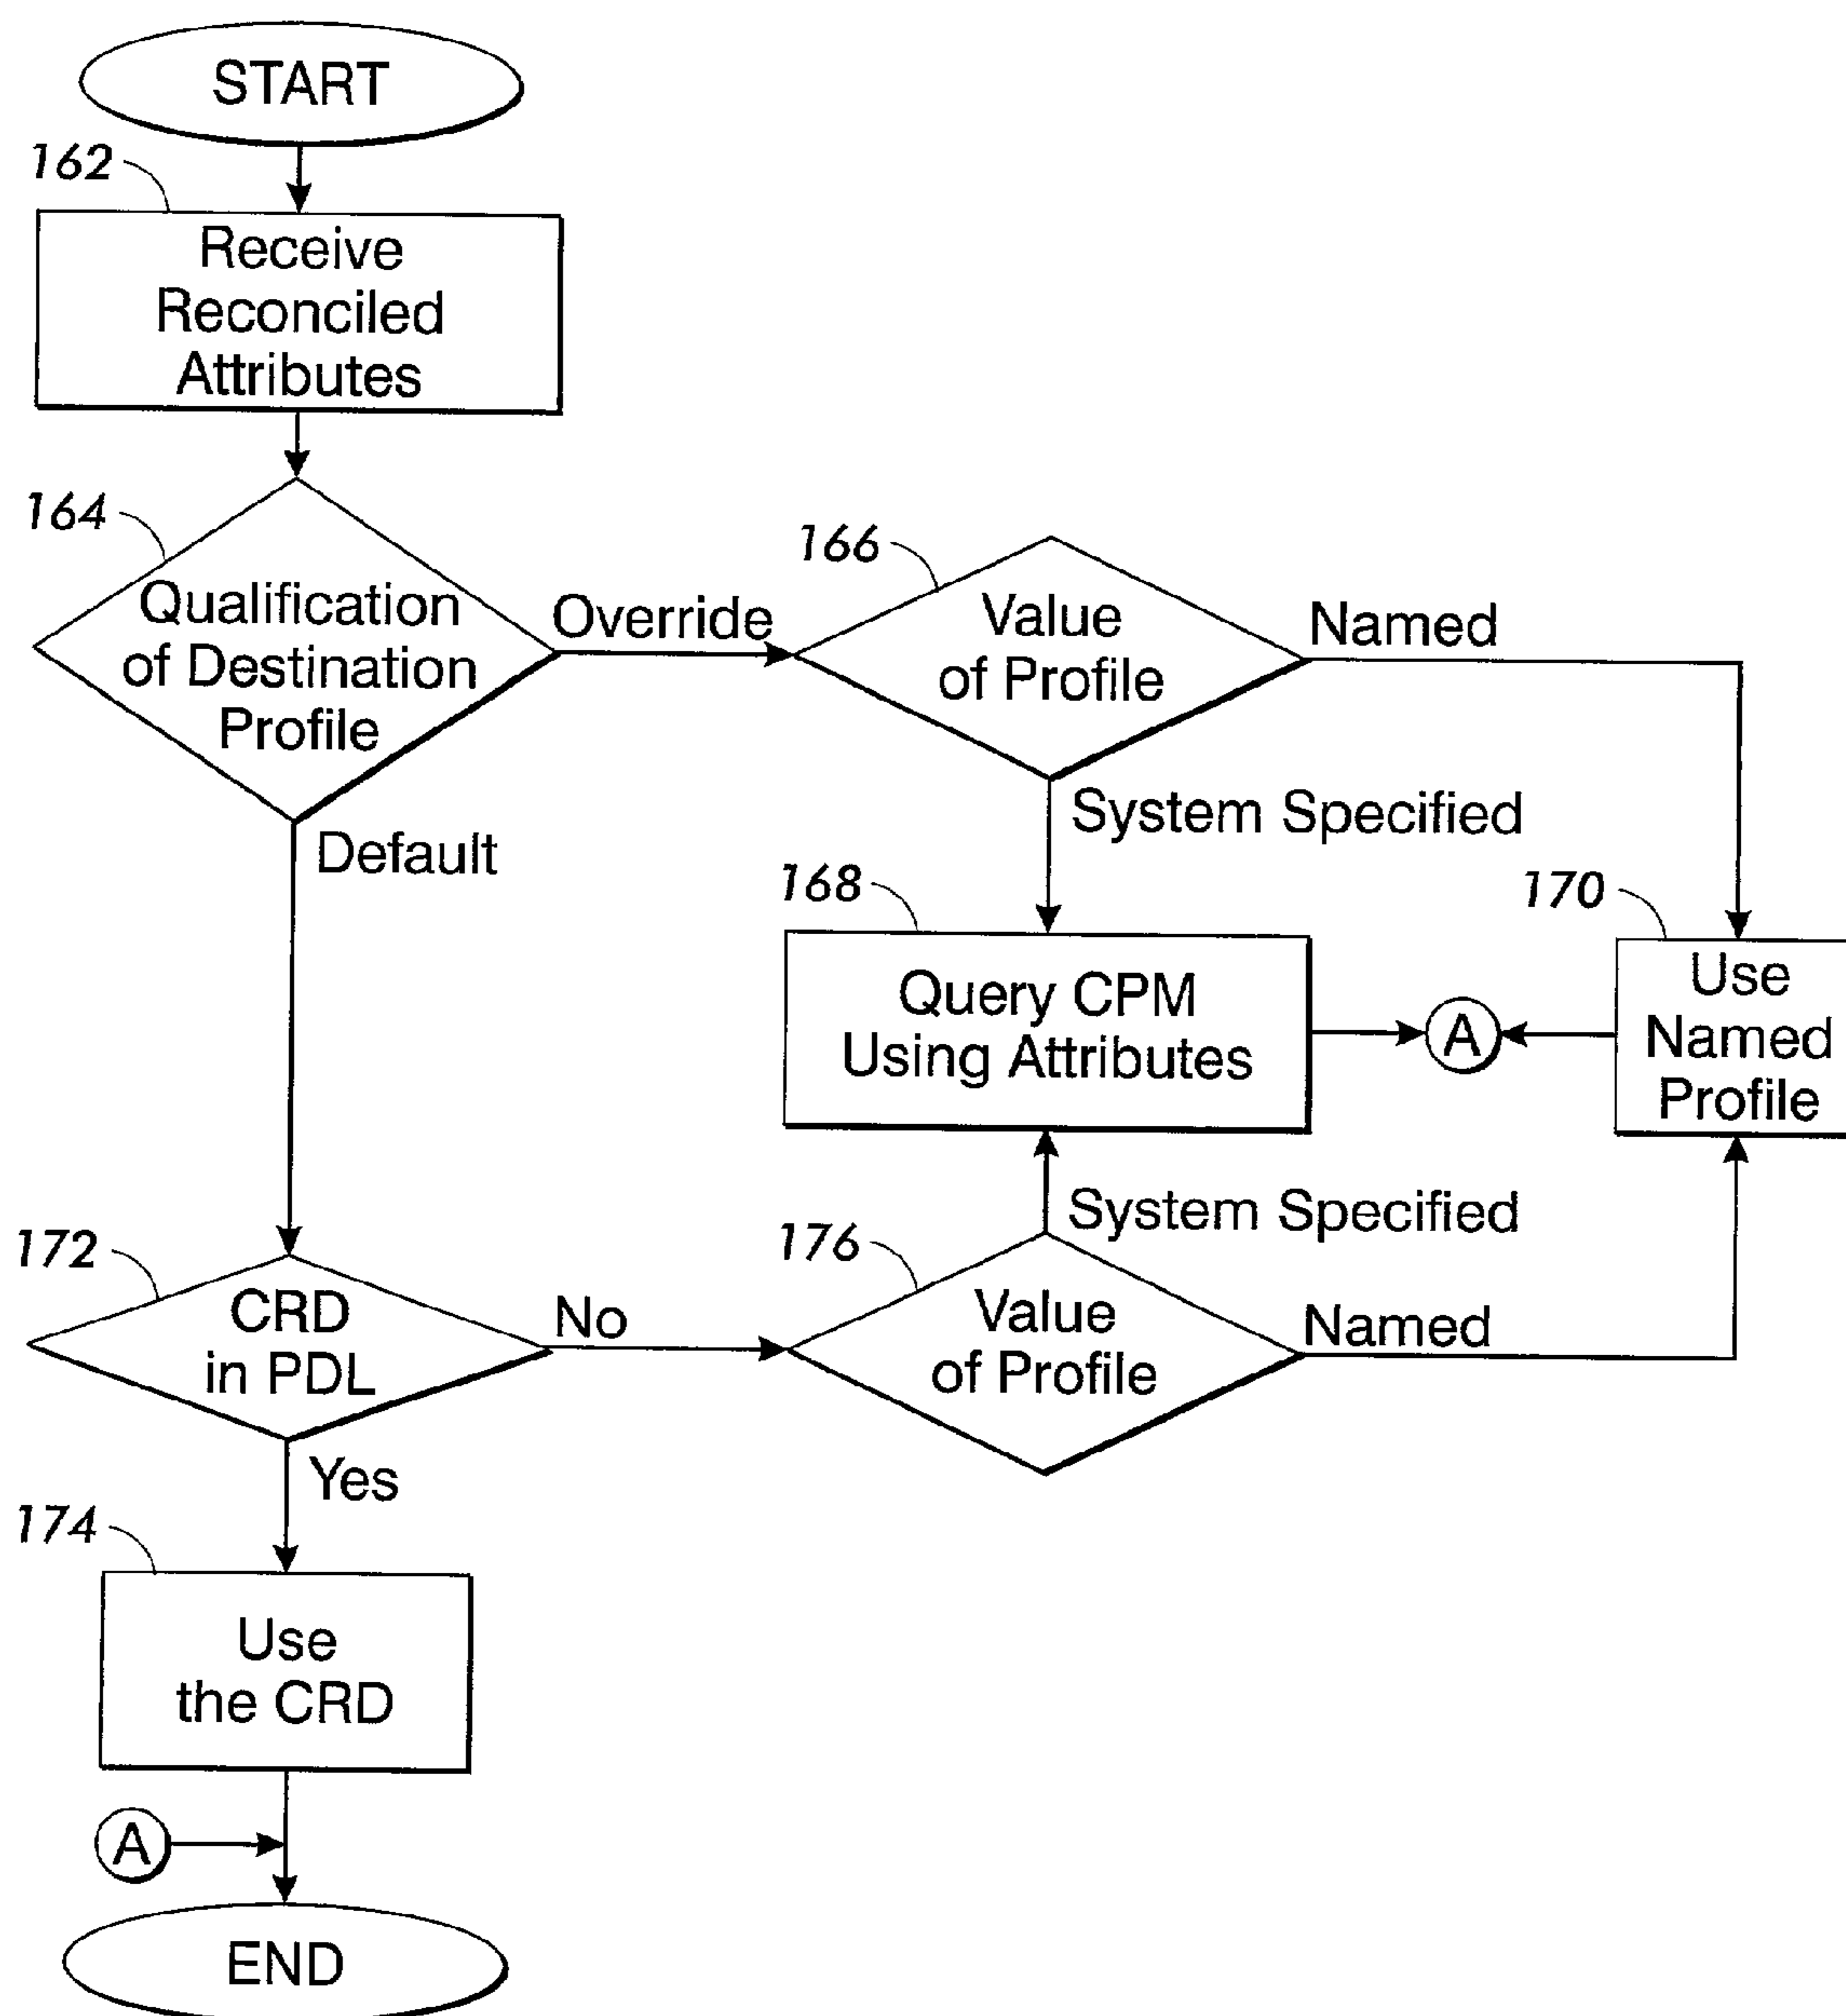 START
162
Receive
Reconciled
Attributes
164
Qualification
of Destination
Profile
Override
166
Value
of Profile
Named
System Specified
Default
168
Query CPM
Using Attributes
A
170
Use
Named
Profile
172
CRD
in PDL
No
176
System Specified
Value
of Profile
Named
Yes
174
Use
the CRD
A
END